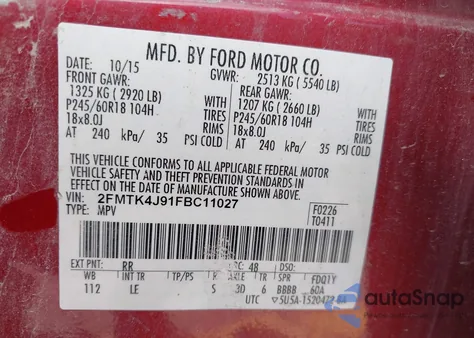 MFD. BY FORD MOTOR CO.
DATE: 10/15 GVWR: 2513 KG (5540 LB)
FRONT GAWR: REAR GAWR:
1325 KG (2920 LB) 1207 KG (2660 LB)
P245/60R18 104H WITH TIRES P245/60R18 104H WITH TIRES
18x8.0J RIMS 18x8.0J RIMS
AT 240 kPa/ 35 PSI COLD AT 240 kPa/ 35 PSI COLD
THIS VEHICLE CONFORMS TO ALL APPLICABLE FEDERAL MOTOR
VEHICLE SAFETY AND THEFT PREVENTION STANDARDS IN
EFFECT ON THE DATE OF MANUFACTURE SHOWN ABOVE.
VIN: 2FMTK4J91FBC11027 F0226
TYPE: MPV T0411
EXT PNT: RR RC: 48 DSO:
WB INT TR TP/PS R AXLE TR SPR FDQ1Y
112 LE S 3D 6 BBBB 6DA
UTC
autoSnap